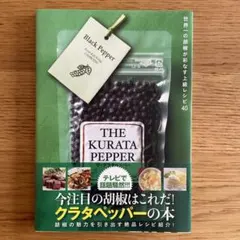 世界一の胡椒が彩なす上級レシピ40
Black Pepper
THE
KURATA
PEPPER
テレビで
話題騒然!!!
今注目の胡椒はこれだ!
クラタペッパーの本
胡椒の魅力を引き出す絶品レシピ紹介!